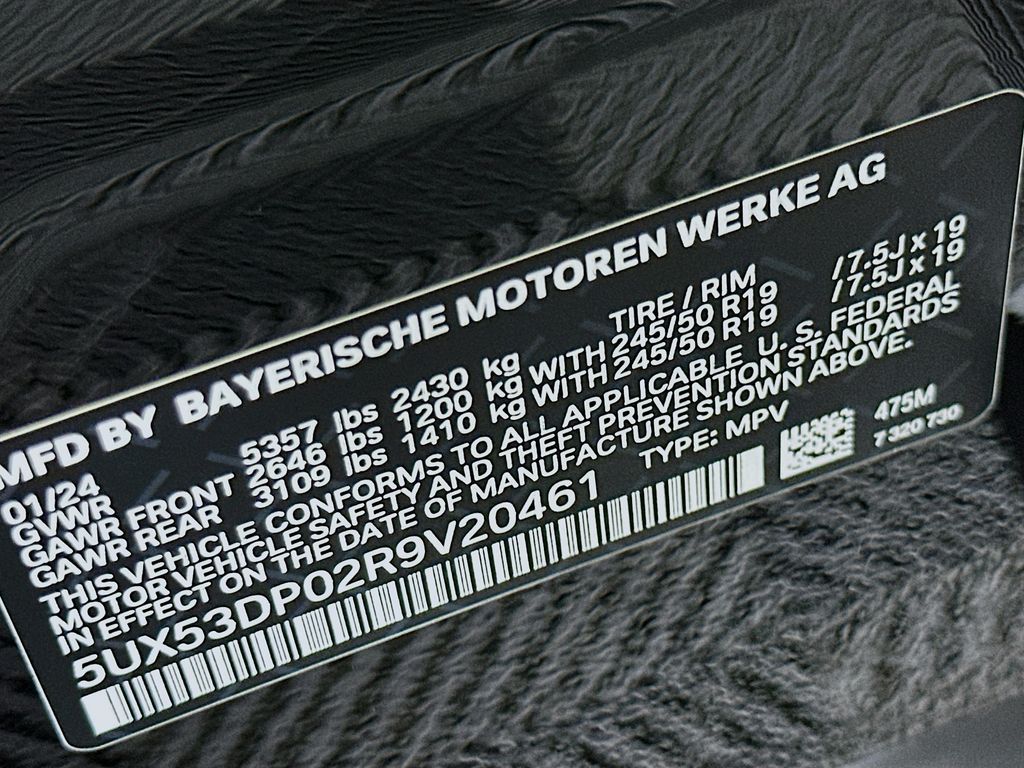 MFD BY BAYERISCHE MOTOREN WERKE AG
01/24 TIRE / RIM
GVWR 5357 lbs 2430 kg
GAWR FRONT 2646 lbs 1200 kg WITH 245/50 R19 /7.5J x 19
GAWR REAR 3109 lbs 1410 kg WITH 245/50 R19 /7.5J x 19
THIS VEHICLE CONFORMS TO ALL APPLICABLE U. S. FEDERAL
MOTOR VEHICLE SAFETY AND THEFT PREVENTION STANDARDS
IN EFFECT ON THE DATE OF MANUFACTURE SHOWN ABOVE.
5UX53DP02R9V20461 TYPE: MPV
475M
7 320 730